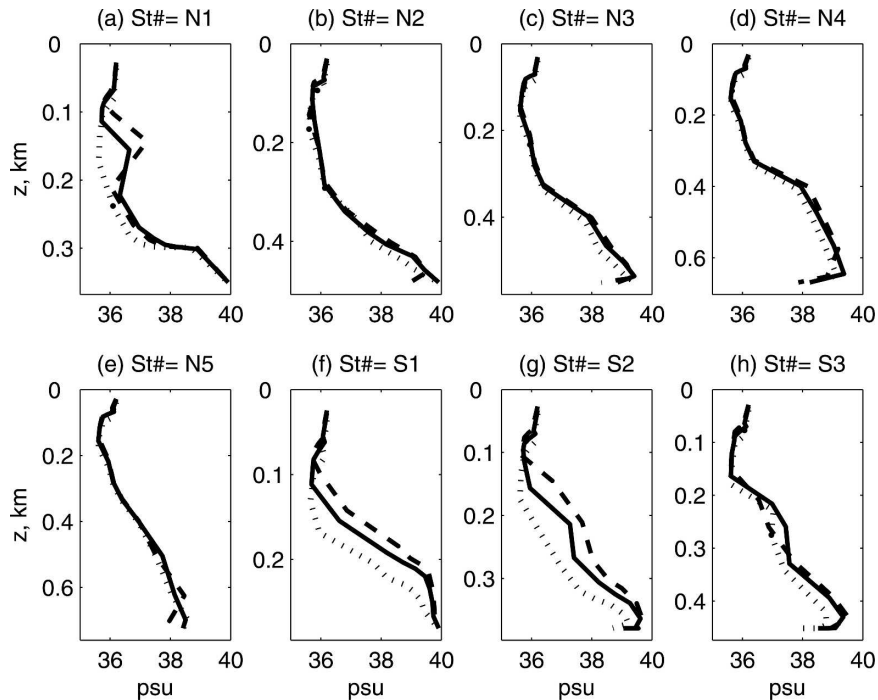 (a) St#= N1
(b) St#= N2
(c) St#= N3
(d) St#= N4
0
0.1
0.2
0.3
z, km
36 38 40
0
0.2
0.4
36 38 40
0
0.2
0.4
36 38 40
0
0.2
0.4
0.6
36 38 40
(e) St#= N5
(f) St#= S1
(g) St#= S2
(h) St#= S3
0
0.2
0.4
0.6
z, km
36 38 40
psu
0
0.1
0.2
36 38 40
psu
0
0.1
0.2
0.3
36 38 40
psu
0
0.1
0.2
0.3
0.4
36 38 40
psu